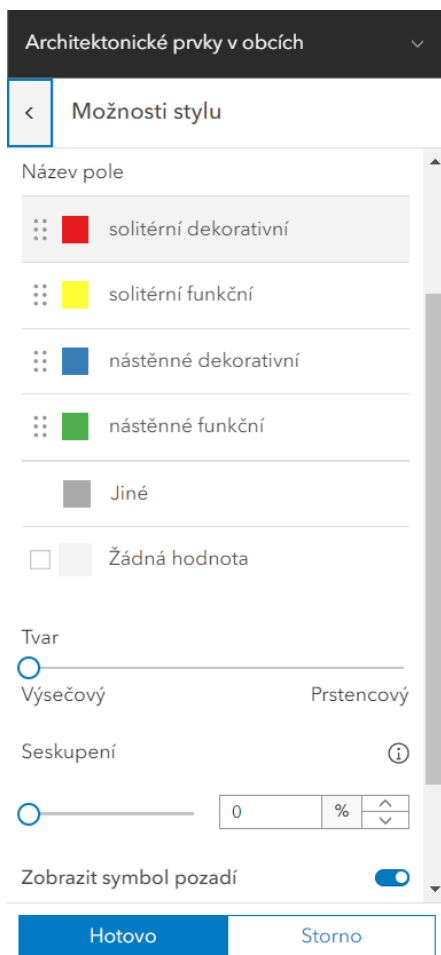 Architektonické prvky v obcích
Možnosti stylu
Název pole
solitérní dekorativní
solitérní funkční
nástěnné dekorativní
nástěnné funkční
Jiné
Žádná hodnota
Tvar
Výsečový Prstencový
Seskupení
0 %
Zobrazit symbol pozadí
Hotovo Storno